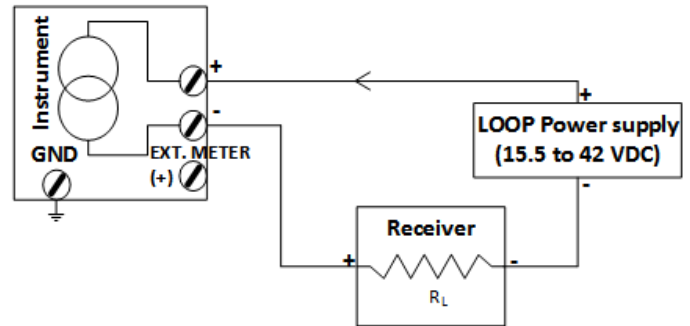 Instrument
+
-
GND
EXT. METER
(+)
+
LOOP Power supply
(15.5 to 42 VDC)
-
Receiver
+
-
RL